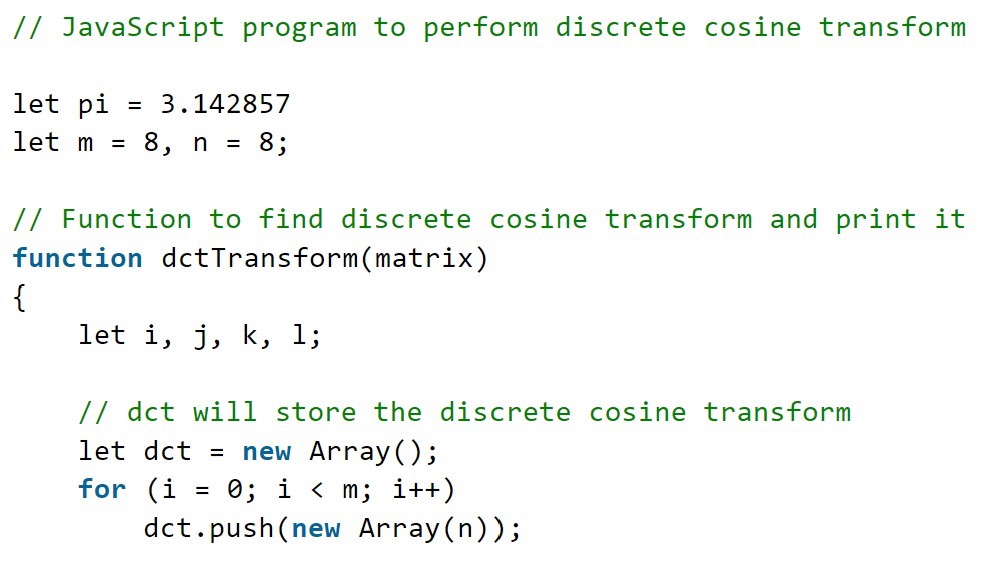 // JavaScript program to perform discrete cosine transform
let pi = 3.142857
let m = 8, n = 8;
// Function to find discrete cosine transform and print it
function dctTransform(matrix)
{
    let i, j, k, l;
    // dct will store the discrete cosine transform
    let dct = new Array();
    for (i = 0; i < m; i++)
        dct.push(new Array(n));